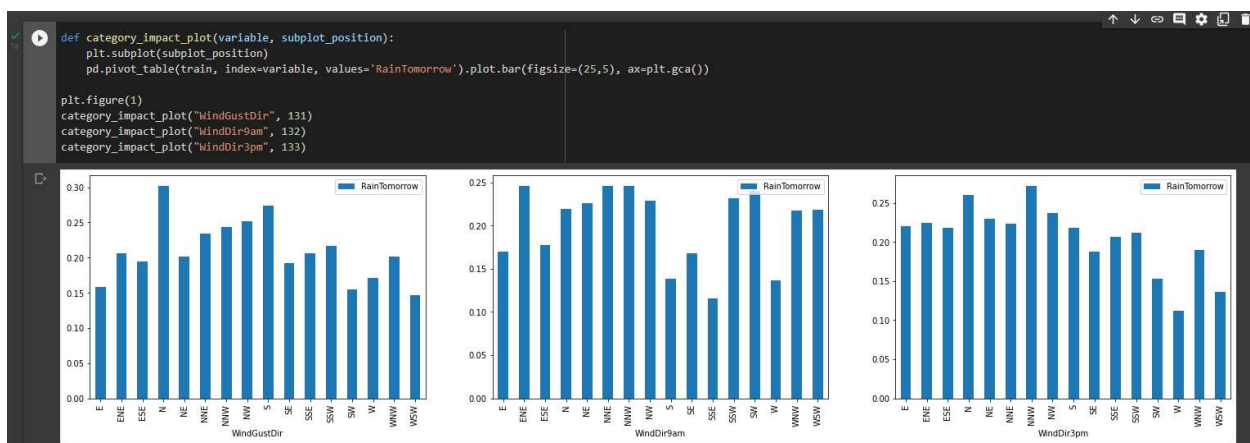 def category_impact_plot(variable, subplot_position):
plt.subplot(subplot_position)
pd.pivot_table(train, index=variable, values='RainTomorrow').plot.bar(figsize=(25,5), ax=plt.gca())
plt.figure(1)
category_impact_plot("WindGustDir", 131)
category_impact_plot("WindDir9am", 132)
category_impact_plot("WindDir3pm", 133)
RainTomorrow
0.30
0.25
0.20
0.15
0.10
0.05
0.00
E ENE ESE N NE NNE NNW NW S SE SSE SSW SW W WNW WSW
WindGustDir
RainTomorrow
0.25
0.20
0.15
0.10
0.05
0.00
E ENE ESE N NE NNE NNW NW S SE SSE SSW SW W WNW WSW
WindDir9am
RainTomorrow
0.25
0.20
0.15
0.10
0.05
0.00
E ENE ESE N NE NNE NNW NW S SE SSE SSW SW W WNW WSW
WindDir3pm